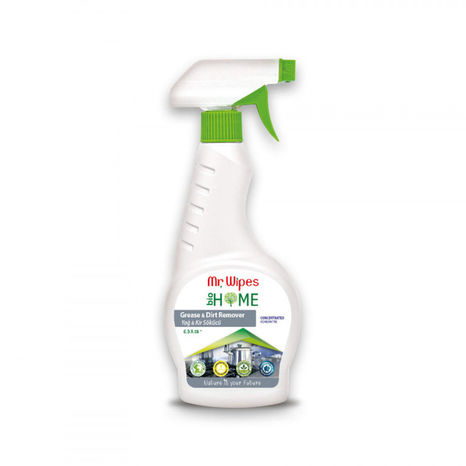 Mr. Wipes
bio HOME
Grease & Dirt Remover
Yağ & Kir Sökücü
CONCENTRATED
Nature is your Future